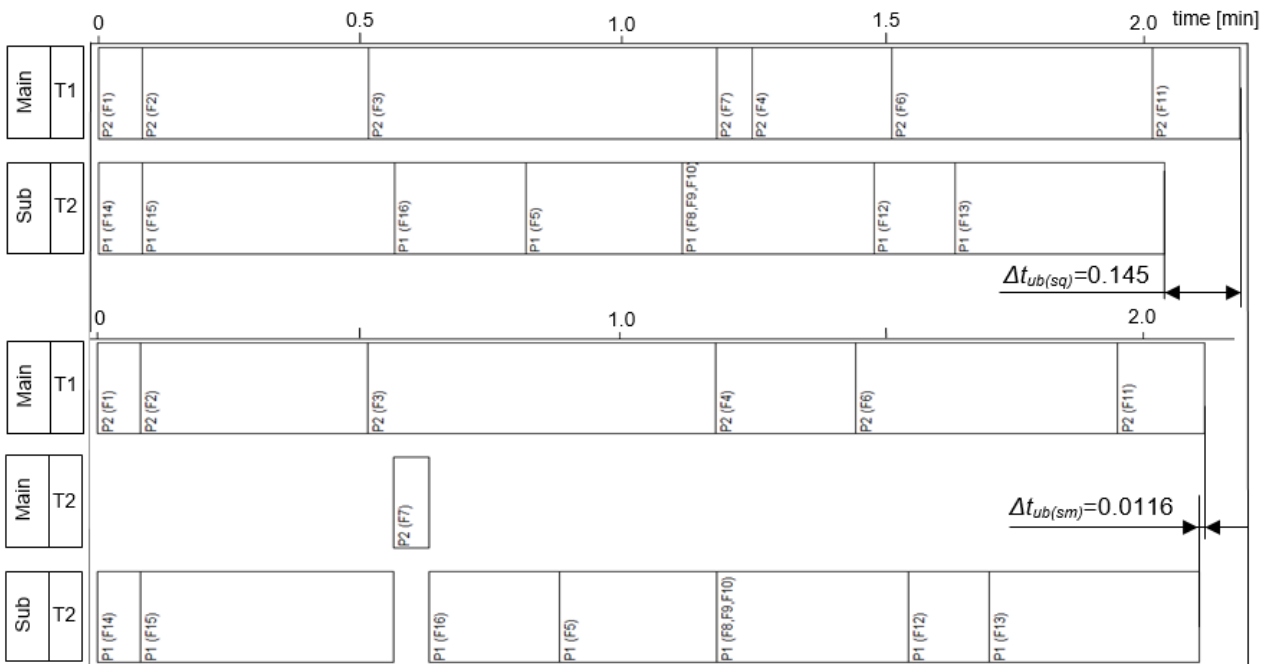 0 0.5 1.0 1.5 2.0 time [min]
Main T1 P2 (F1) P2 (F2) P2 (F3) P2 (F7) P2 (F4) P2 (F6) P2 (F11)
Sub T2 P1 (F14) P1 (F15) P1 (F16) P1 (F5) P1 (F8,F9,F10) P1 (F12) P1 (F13)
Δt_ub(sq)=0.145
0 1.0 2.0
Main T1 P2 (F1) P2 (F2) P2 (F3) P2 (F4) P2 (F6) P2 (F11)
Main T2 P2 (F7)
Δt_ub(sm)=0.0116
Sub T2 P1 (F14) P1 (F15) P1 (F16) P1 (F5) P1 (F8,F9,F10) P1 (F12) P1 (F13)